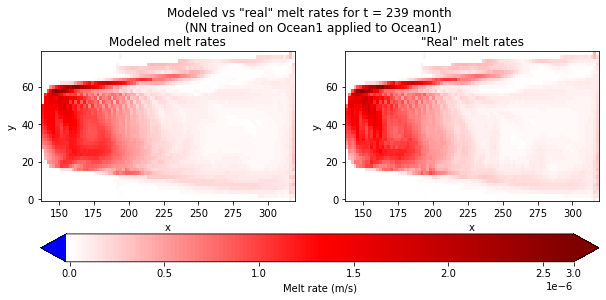 Modeled vs "real" melt rates for t = 239 month
(NN trained on Ocean1 applied to Ocean1)
Modeled melt rates
"Real" melt rates
y
60
40
20
0
150 175 200 225 250 275 300
x
y
60
40
20
0
150 175 200 225 250 275 300
x
0.0 0.5 1.0 1.5 2.0 2.5 3.0
1e−6
Melt rate (m/s)